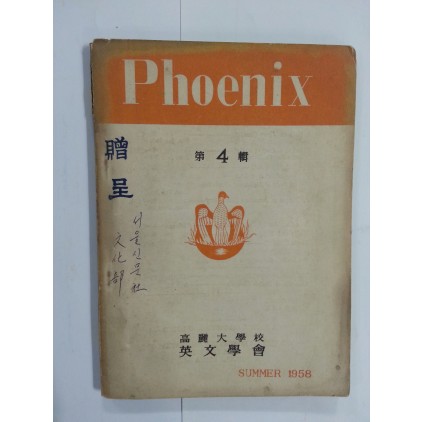 Phoenix
第 4 輯
贈呈
서울신문社
文化部
高麗大學校
英文學會
SUMMER 1958